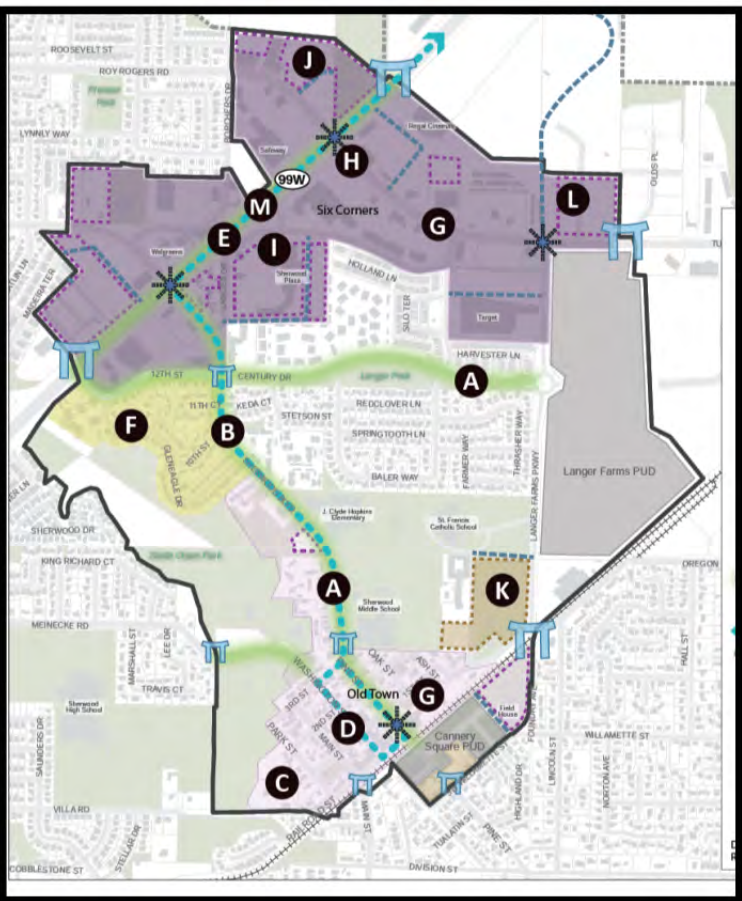 ROOSEVELT ST
ROY ROGERS RD
J
LYNNLY WAY
Regal Cinemas
Safeway
H
99W
M
Six Corners
L
OLDS PL
G
E
I
Walgreens
Sherwood
Plaza
HOLLAND LN
SILO TER
Target
HARVESTER LN
12TH ST
CENTURY DR
Langer Park
A
11TH CT
KEDA CT
REDCLOVER LN
STETSON ST
F
B
10TH ST
SPRINGTOOTH LN
FARMER WAY
THRASHER WAY
GLENEAGLE DR
BALER WAY
LANGER FARMS PKWY
Langer Farms PUD
J. Clyde Hopkins
Elementary
St. Francis
Catholic School
SHERWOOD DR
KING RICHARD CT
OREGON
A
K
Sherwood
Middle School
MEINECKE RD
MARSHALL ST
LEE DR
HALL ST
OAK ST
ASH ST
TRAVIS CT
Old Town
G
3RD ST
2ND ST
MAIN ST
D
Field
House
Sherwood
High School
PARK ST
Cannery
Square PUD
WILLAMETTE ST
SAUNDERS DR
C
LINCOLN ST
NORTON AVE
HIGHLAND DR
VILLA RD
MAIN ST
RAILROAD ST
STELLAR DR
TUALATIN ST
PINE ST
COBBLESTONE ST
DIVISION ST